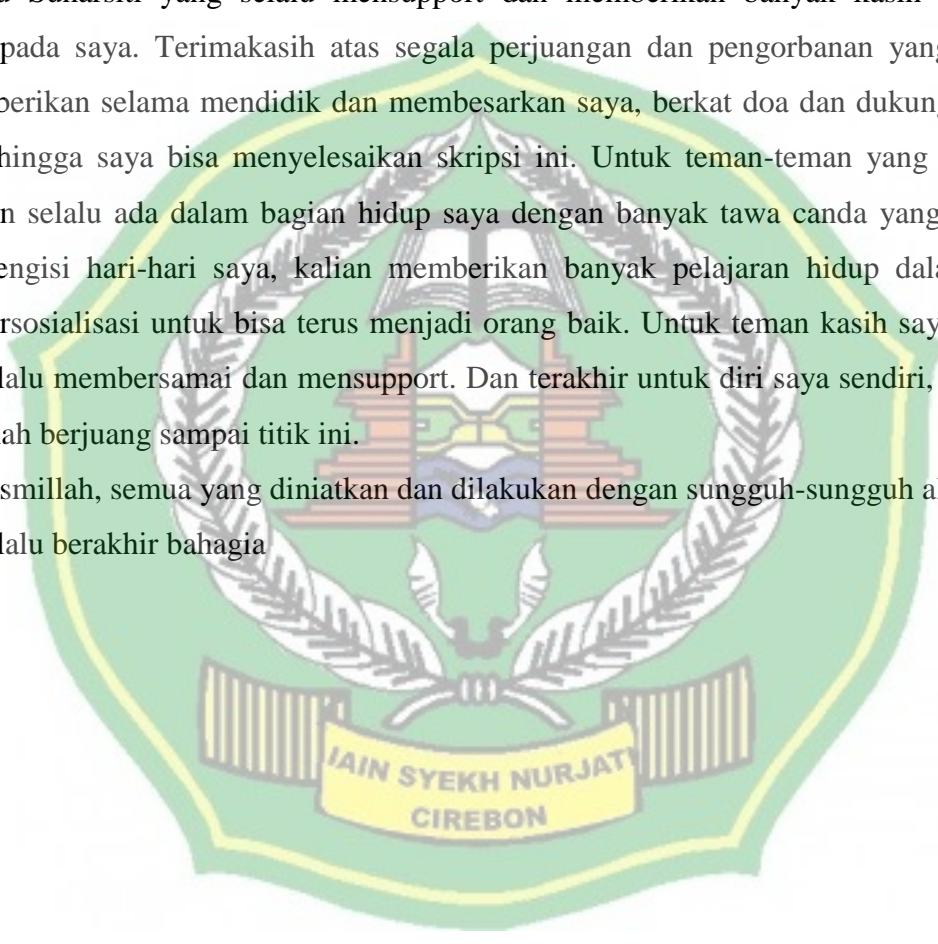 yang selalu mensupport dan memberikan banyak kasih
pada saya. Terimakasih atas segala perjuangan dan pengorbanan yang
berikan selama mendidik dan membesarkan saya, berkat doa dan dukung
hingga saya bisa menyelesaikan skripsi ini. Untuk teman-teman yang
n selalu ada dalam bagian hidup saya dengan banyak tawa canda yang
engisi hari-hari saya, kalian memberikan banyak pelajaran hidup dala
rsosialisasi untuk bisa terus menjadi orang baik. Untuk teman kasih say
lalu membersamai dan mensupport. Dan terakhir untuk diri saya sendiri,
lah berjuang sampai titik ini.
smillah, semua yang diniatkan dan dilakukan dengan sungguh-sungguh a
lalu berakhir bahagia
IAIN SYEKH NURJATI
CIREBON